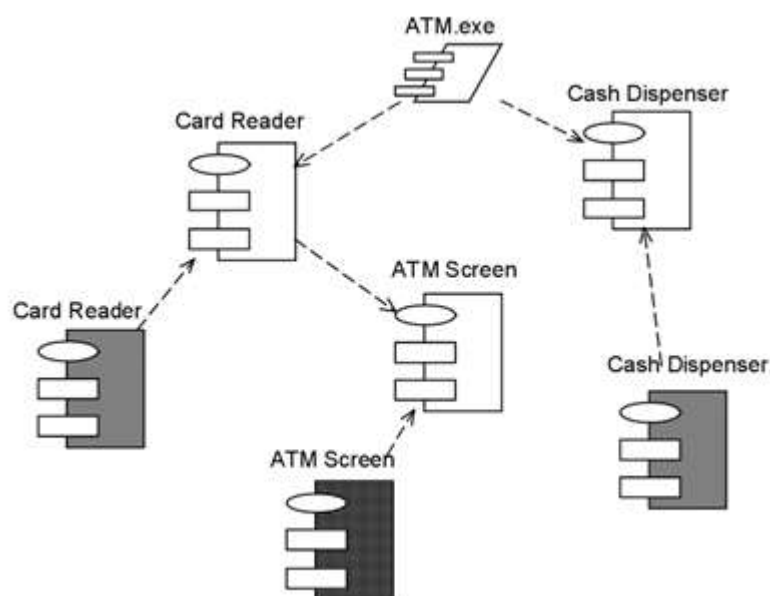 ATM.exe
Cash Dispenser
Card Reader
ATM Screen
Card Reader
Cash Dispenser
ATM Screen